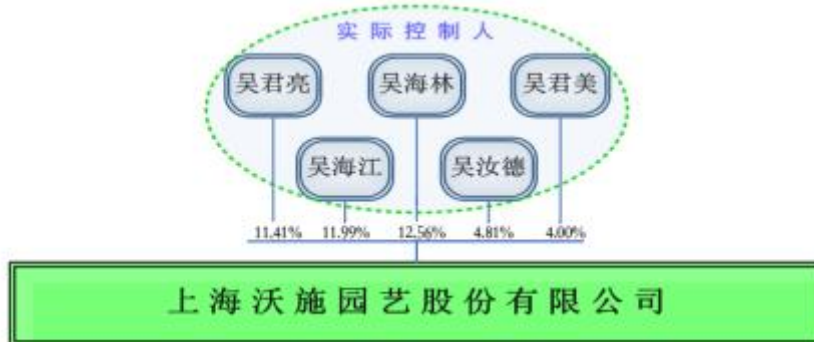 实际控制人
吴君亮 吴海林 吴君美
吴海江 吴汝德
11.41% 11.99% 12.56% 4.81% 4.00%
上海沃施园艺股份有限公司